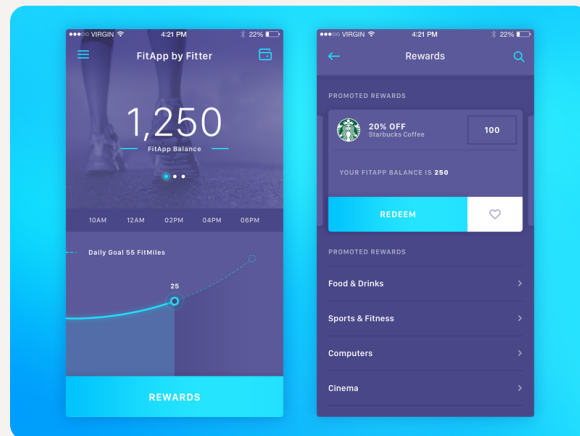 VIRGIN 4:21 PM 22%
FitApp by Fitter
1,250
FitApp Balance
10AM 12AM 02PM 04PM 06PM
Daily Goal 55 FitMiles
25
REWARDS
VIRGIN 4:21 PM 22%
Rewards
PROMOTED REWARDS
20% OFF
Starbucks Coffee
100
YOUR FITAPP BALANCE IS 250
REDEEM
PROMOTED REWARDS
Food & Drinks
Sports & Fitness
Computers
Cinema